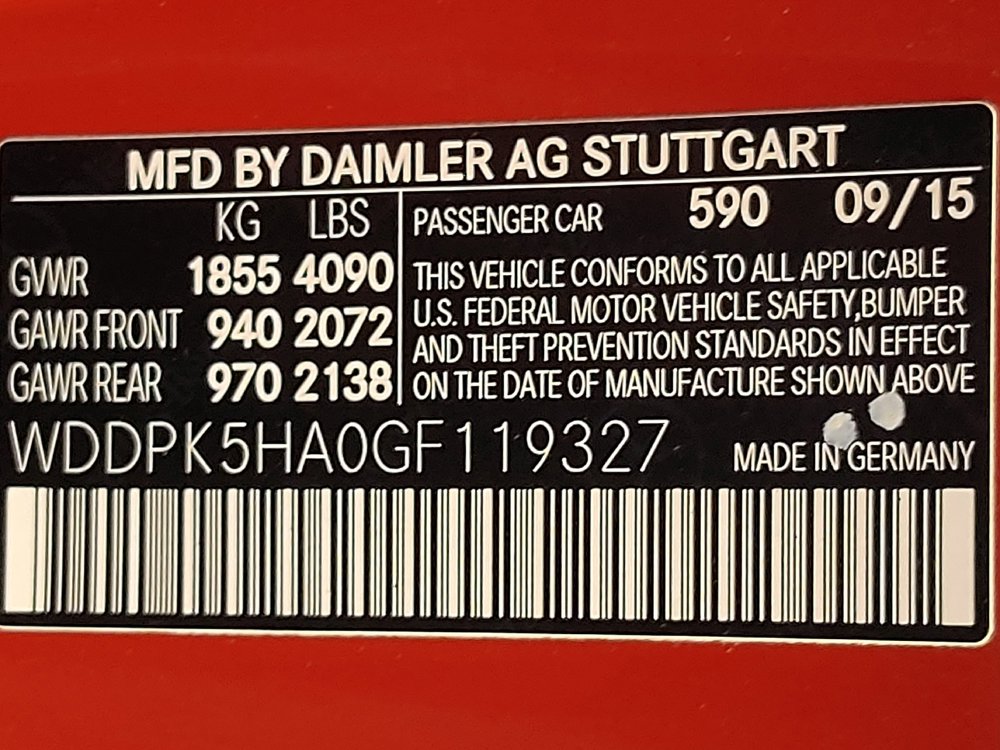 MFD BY DAIMLER AG STUTTGART
KG LBS
GVWR 1855 4090
GAWR FRONT 940 2072
GAWR REAR 970 2138
PASSENGER CAR 590 09/15
THIS VEHICLE CONFORMS TO ALL APPLICABLE
U.S. FEDERAL MOTOR VEHICLE SAFETY,BUMPER
AND THEFT PREVENTION STANDARDS IN EFFECT
ON THE DATE OF MANUFACTURE SHOWN ABOVE
WDDPK5HA0GF119327
MADE IN GERMANY